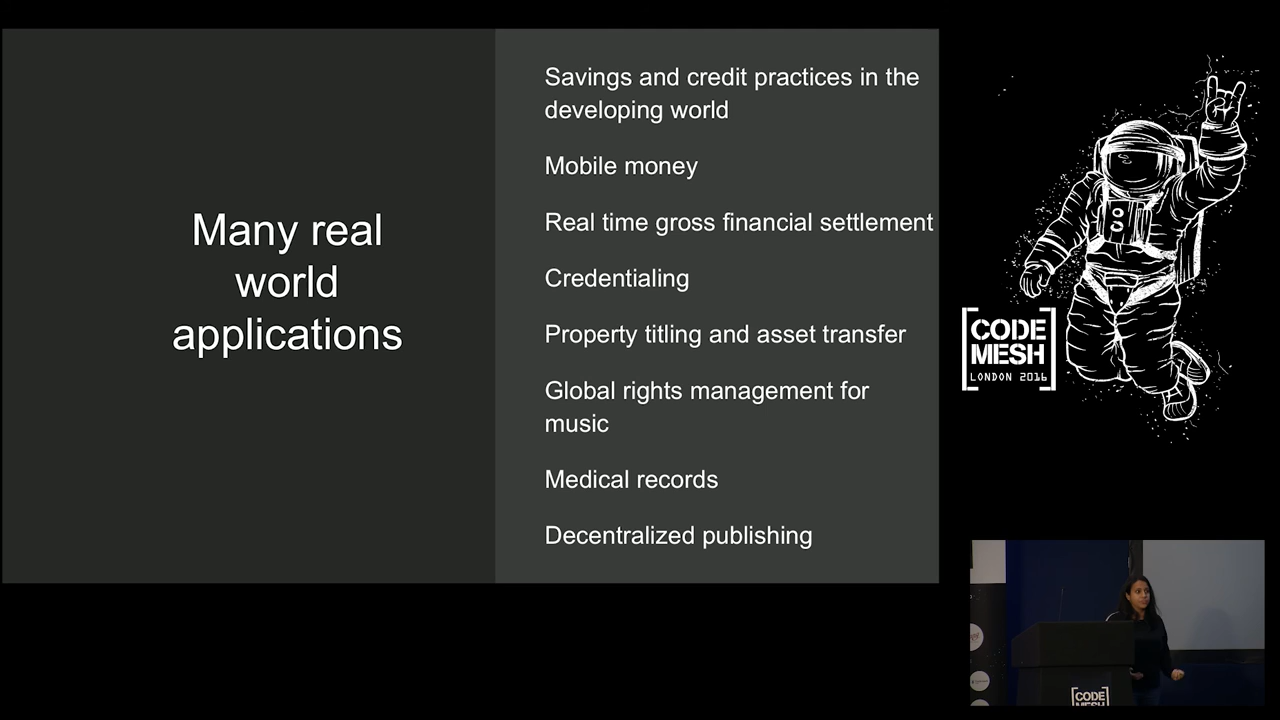 Many real
world
applications
Savings and credit practices in the
developing world
Mobile money
Real time gross financial settlement
Credentialing
Property titling and asset transfer
Global rights management for
music
Medical records
Decentralized publishing
CODE
MESH
LONDON 2016
CODE
MESH